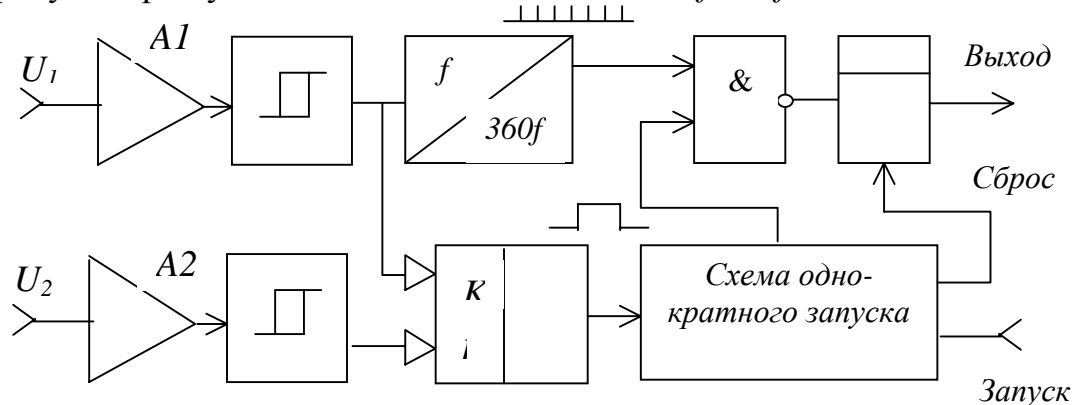 A1
U1
f
360f
&
Выход
Сброс
U2
A2
К
Схема одно-
кратного запуска
Запуск